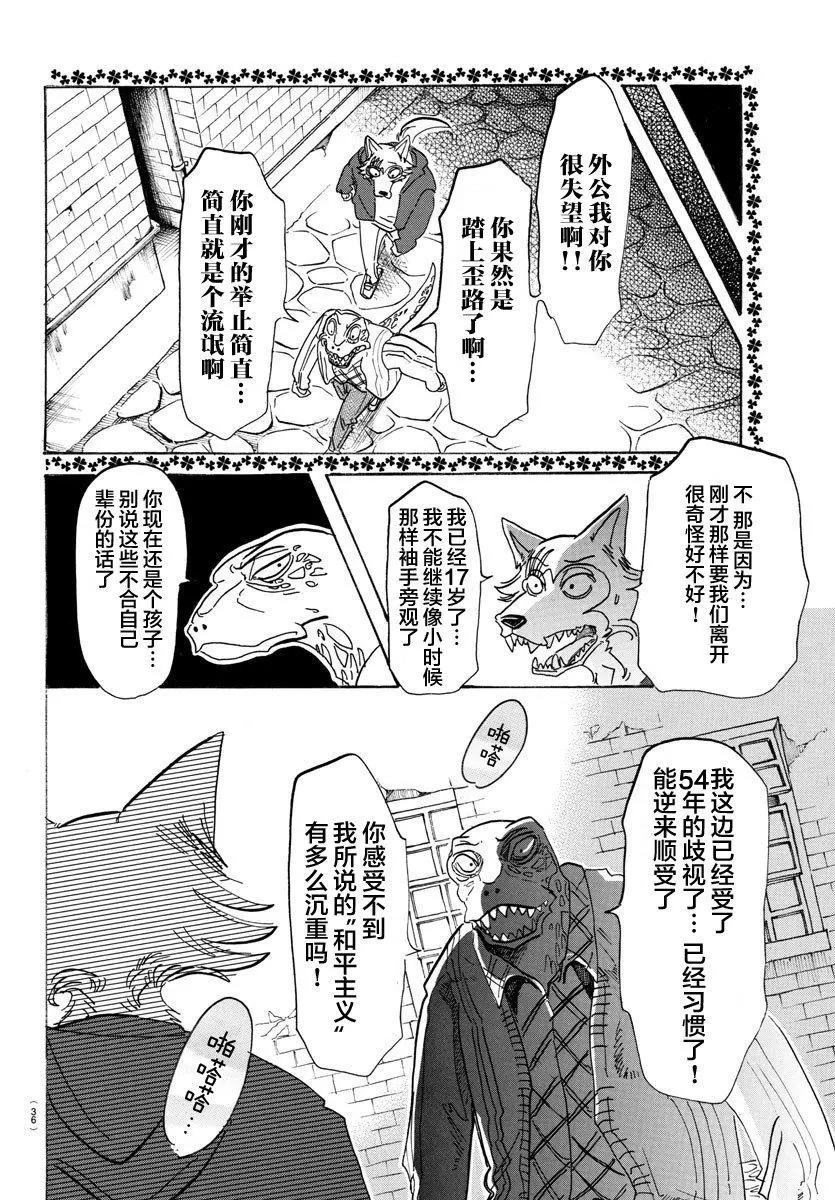 外公我对你
很失望啊!!
你果然是
踏上歪路了啊…
你刚才的举止简直
简直就是个流氓啊
不 那是因为…
刚才那样要我们离开
很奇怪好不好！
我已经17岁了…
我不能继续像小时候
那样袖手旁观了
你现在还是个孩子…
别说这些不合自己
辈份的话了
我这边已经受了
54年的歧视了…已经习惯了！
能逆来顺受了
啪嗒
你感受不到
我所说的"和平主义"
有多么沉重吗！
啪嗒嗒…
(36)